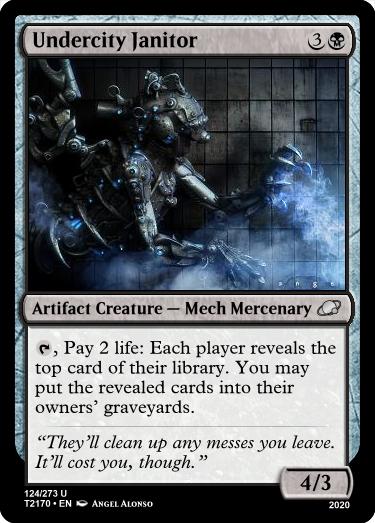 Undercity Janitor 3
Artifact Creature — Mech Mercenary
, Pay 2 life: Each player reveals the
top card of their library. You may
put the revealed cards into their
owners’ graveyards.
“They’ll clean up any messes you leave.
It’ll cost you, though.”
4/3
124/273 U
T2170 • EN Angel Alonso
2020